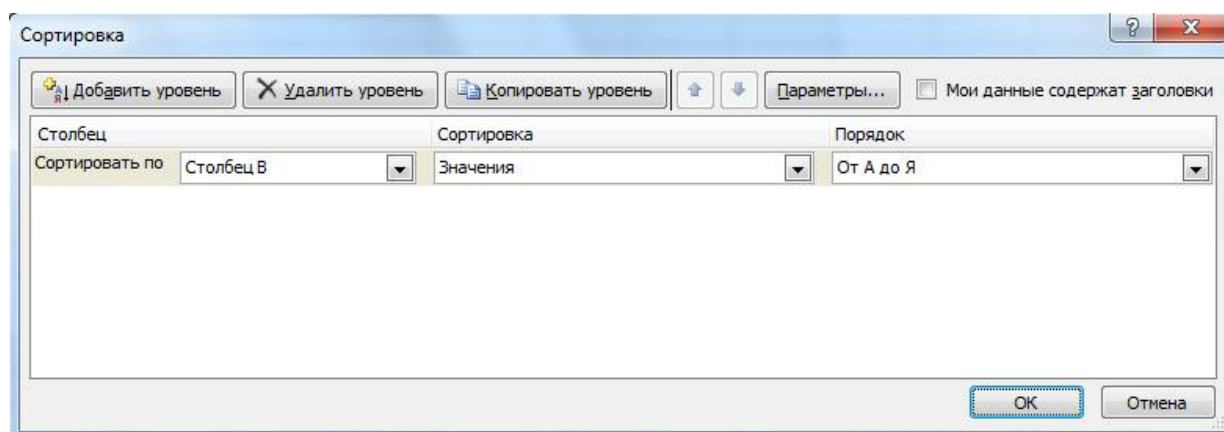 Сортировка
Добавить уровень Удалить уровень Копировать уровень Параметры... Мои данные содержат заголовки
Столбец Сортировка Порядок
Сортировать по Столбец B Значения От А до Я
ОК Отмена